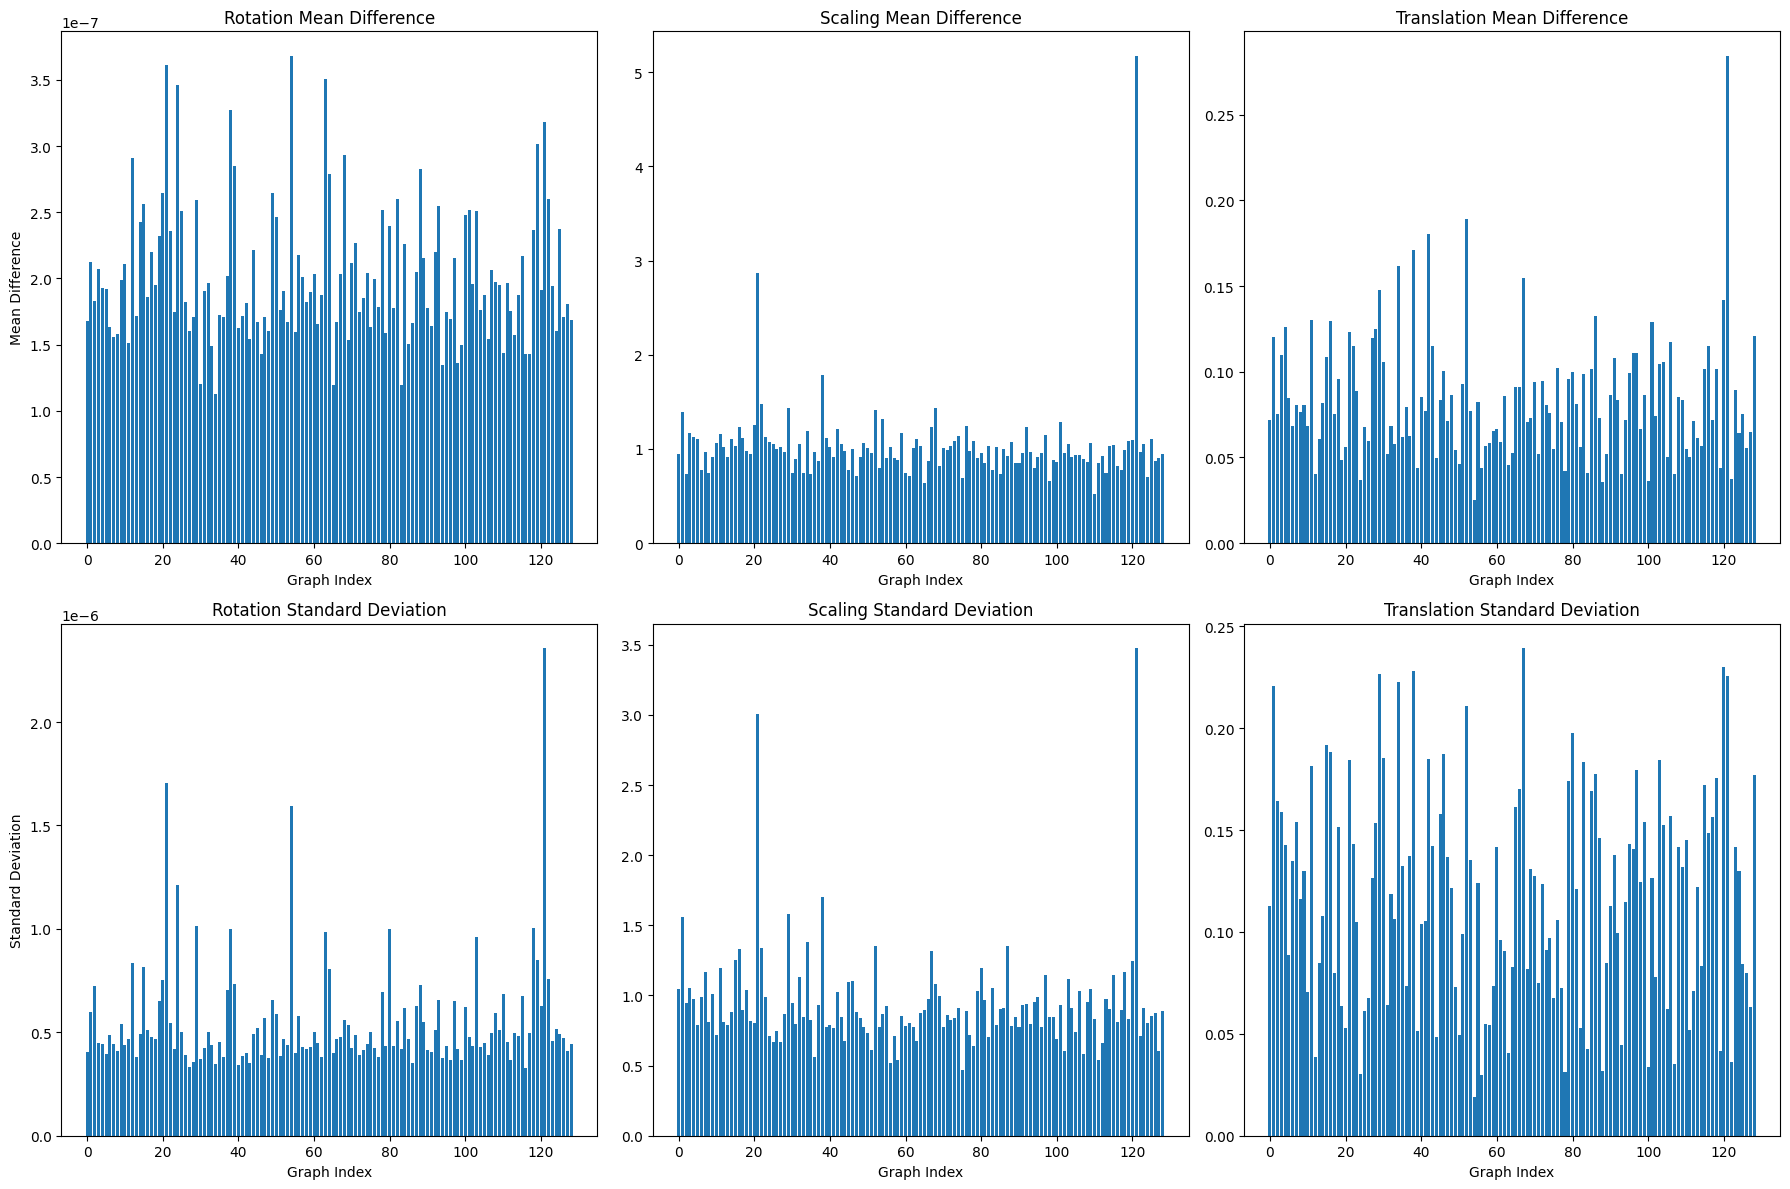 Rotation Mean Difference
1e−7
Mean Difference
3.5
3.0
2.5
2.0
1.5
1.0
0.5
0.0
0 20 40 60 80 100 120
Graph Index
Scaling Mean Difference
5
4
3
2
1
0
0 20 40 60 80 100 120
Graph Index
Translation Mean Difference
0.25
0.20
0.15
0.10
0.05
0.00
0 20 40 60 80 100 120
Graph Index
Rotation Standard Deviation
1e−6
Standard Deviation
2.0
1.5
1.0
0.5
0.0
0 20 40 60 80 100 120
Graph Index
Scaling Standard Deviation
3.5
3.0
2.5
2.0
1.5
1.0
0.5
0.0
0 20 40 60 80 100 120
Graph Index
Translation Standard Deviation
0.25
0.20
0.15
0.10
0.05
0.00
0 20 40 60 80 100 120
Graph Index